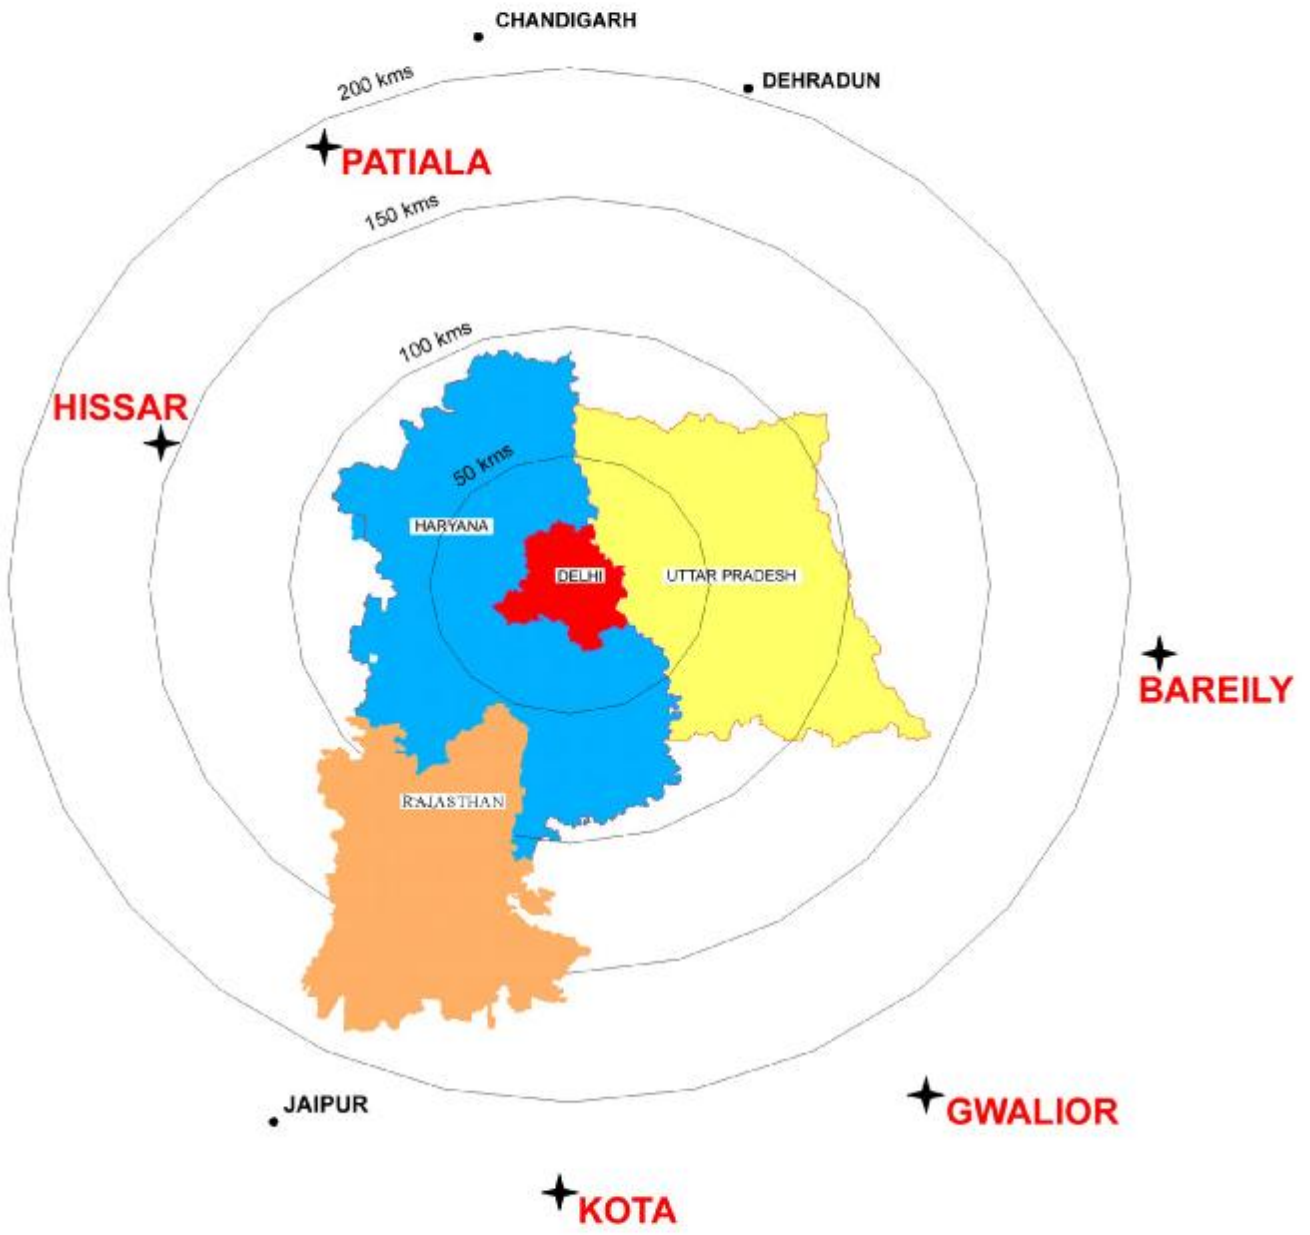 CHANDIGARH
200 kms
DEHRADUN
PATIALA
150 kms
100 kms
HISSAR
50 kms
HARYANA
DELHI
UTTAR PRADESH
BAREILY
RAJASTHAN
JAIPUR
GWALIOR
KOTA